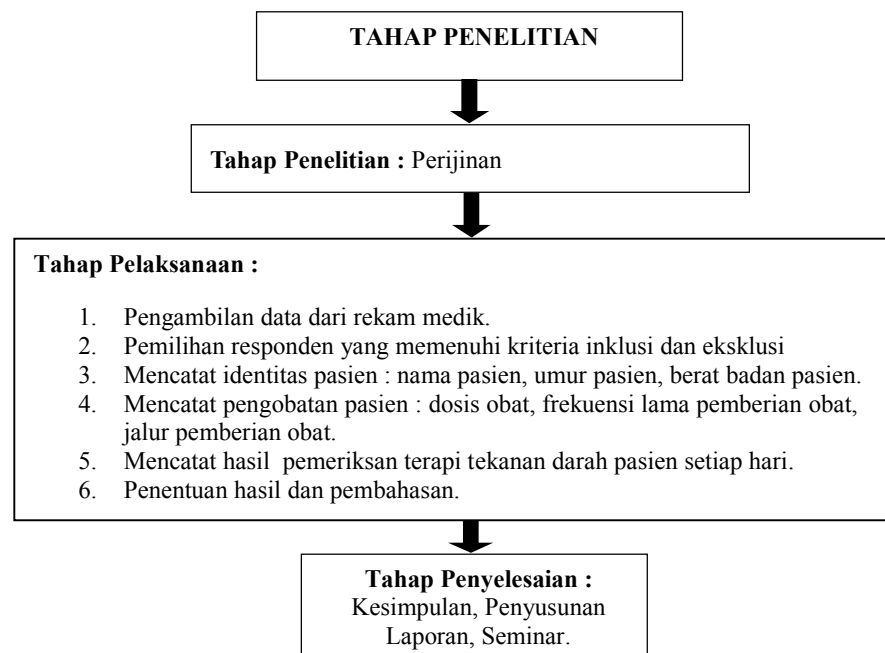 TAHAP PENELITIAN
Tahap Penelitian : Perijinan
Tahap Pelaksanaan :
1. Pengambilan data dari rekam medik.
2. Pemilihan responden yang memenuhi kriteria inklusi dan eksklusi
3. Mencatat identitas pasien : nama pasien, umur pasien, berat badan pasien.
4. Mencatat pengobatan pasien : dosis obat, frekuensi lama pemberian obat,
jalur pemberian obat.
5. Mencatat hasil pemeriksan terapi tekanan darah pasien setiap hari.
6. Penentuan hasil dan pembahasan.
Tahap Penyelesaian :
Kesimpulan, Penyusunan
Laporan, Seminar.